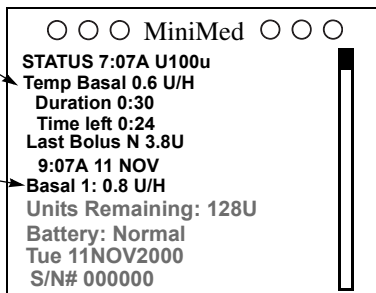 MiniMed
STATUS 7:07A U100u
Temp Basal 0.6 U/H
Duration 0:30
Time left 0:24
Last Bolus N 3.8U
9:07A 11 NOV
Basal 1: 0.8 U/H
Units Remaining: 128U
Battery: Normal
Tue 11NOV2000
S/N# 000000